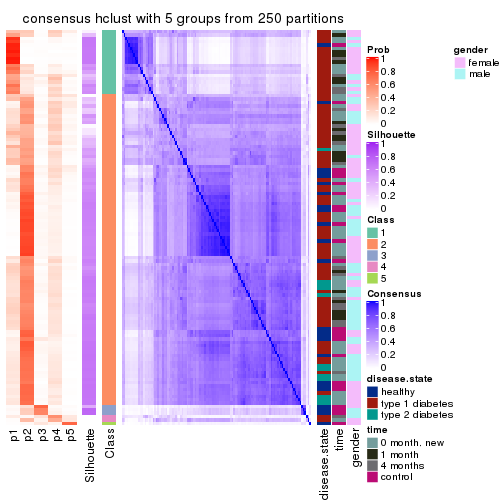 consensus hclust with 5 groups from 250 partitions
p1
p2
p3
p4
p5
Silhouette
Class
disease.state
time
gender
Prob
1
0.8
0.6
0.4
0.2
0
Silhouette
1
0.8
0.6
0.4
0.2
0
Class
1
2
3
4
5
Consensus
1
0.8
0.6
0.4
0.2
0
disease.state
healthy
type 1 diabetes
type 2 diabetes
time
0 month. new
1 month
4 months
control
gender
female
male